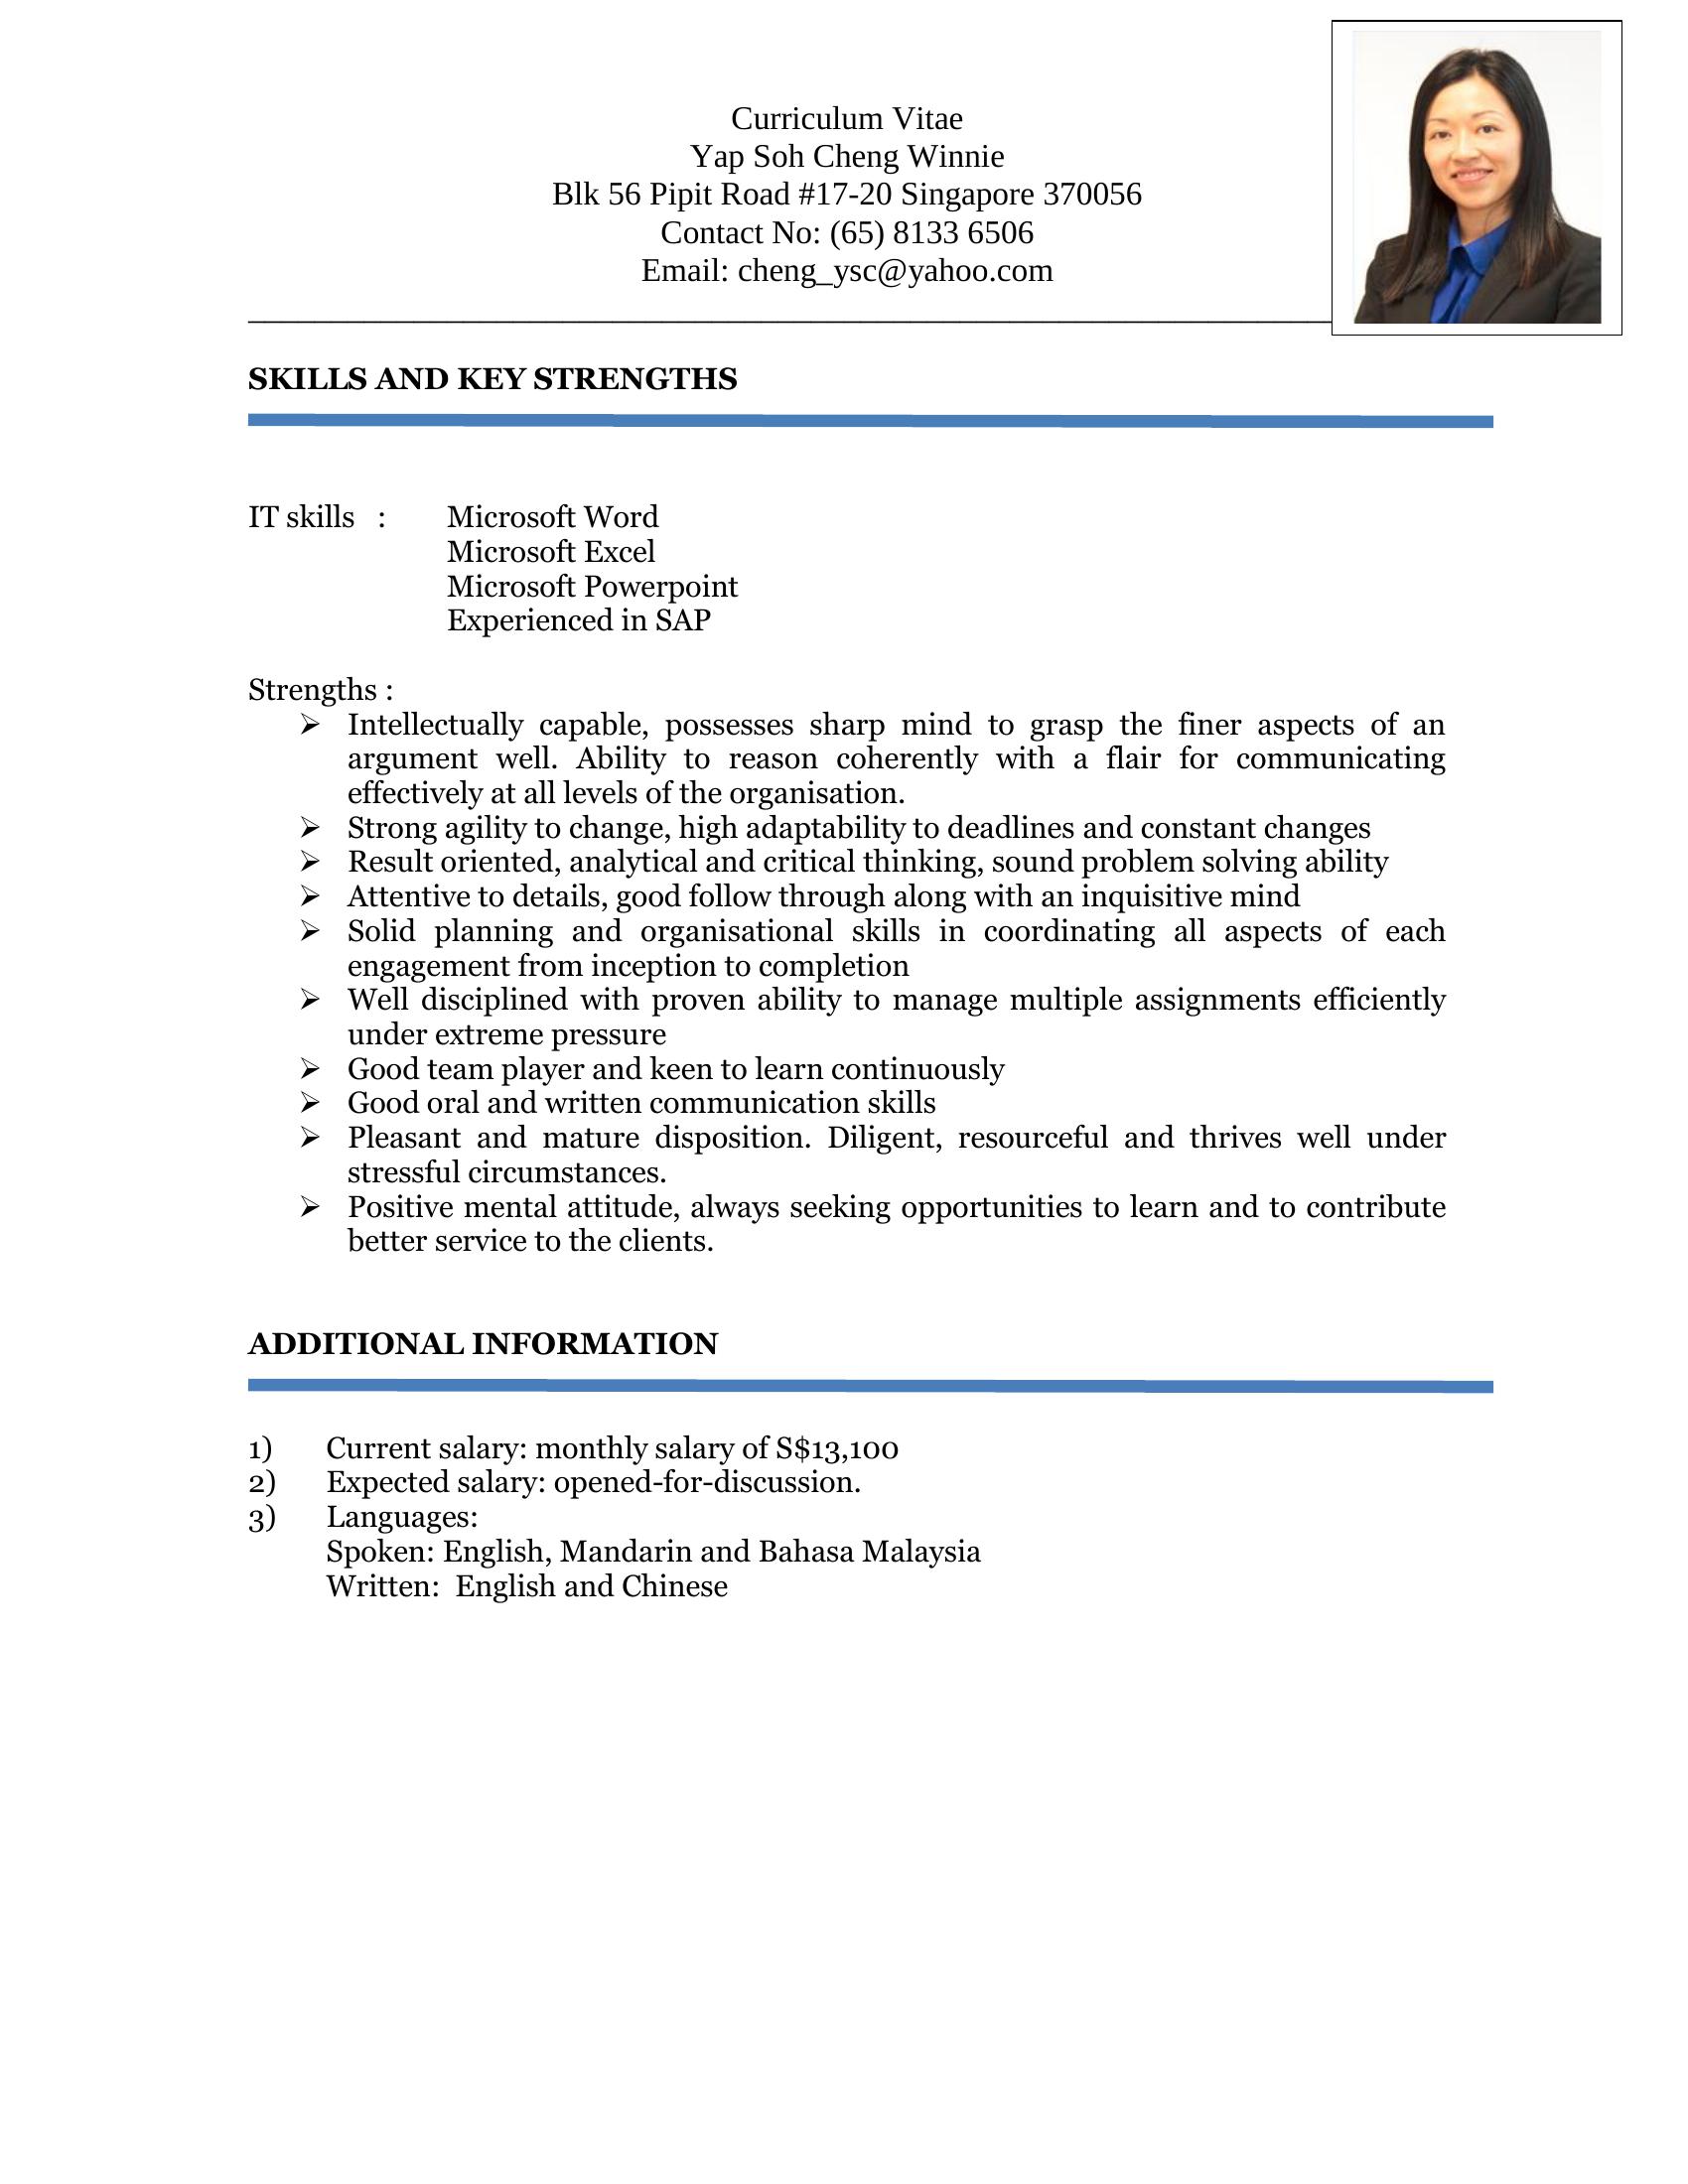 Curriculum Vitae
Yap Soh Cheng Winnie
Blk 56 Pipit Road #17-20 Singapore 370056
Contact No: (65) 8133 6506
Email: cheng_ysc@yahoo.com
SKILLS AND KEY STRENGTHS
IT skills : Microsoft Word
Microsoft Excel
Microsoft Powerpoint
Experienced in SAP
Strengths :
➢ Intellectually capable, possesses sharp mind to grasp the finer aspects of an
argument well. Ability to reason coherently with a flair for communicating
effectively at all levels of the organisation.
➢ Strong agility to change, high adaptability to deadlines and constant changes
➢ Result oriented, analytical and critical thinking, sound problem solving ability
➢ Attentive to details, good follow through along with an inquisitive mind
➢ Solid planning and organisational skills in coordinating all aspects of each
engagement from inception to completion
➢ Well disciplined with proven ability to manage multiple assignments efficiently
under extreme pressure
➢ Good team player and keen to learn continuously
➢ Good oral and written communication skills
➢ Pleasant and mature disposition. Diligent, resourceful and thrives well under
stressful circumstances.
➢ Positive mental attitude, always seeking opportunities to learn and to contribute
better service to the clients.
ADDITIONAL INFORMATION
1) Current salary: monthly salary of S$13,100
2) Expected salary: opened-for-discussion.
3) Languages:
Spoken: English, Mandarin and Bahasa Malaysia
Written: English and Chinese